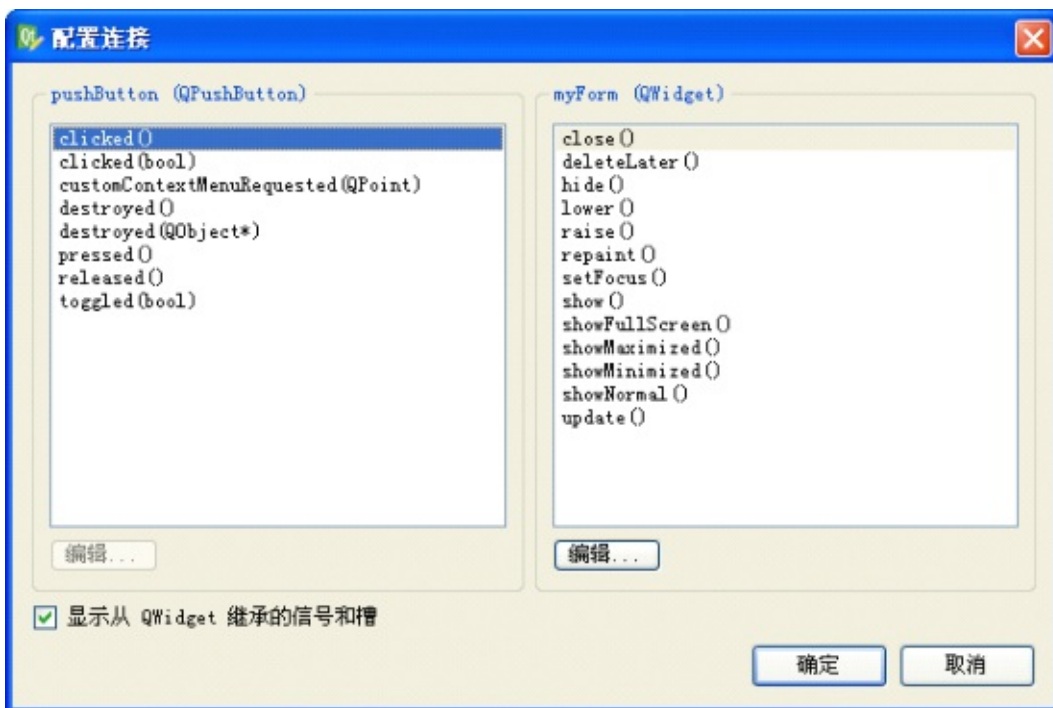 配置连接
pushButton (QPushButton)
clicked()
clicked(bool)
customContextMenuRequested(QPoint)
destroyed()
destroyed(QObject*)
pressed()
released()
toggled(bool)
编辑...
myForm (QWidget)
close()
deleteLater()
hide()
lower()
raise()
repaint()
setFocus()
show()
showFullScreen()
showMaximized()
showMinimized()
showNormal()
update()
编辑...
显示从 QWidget 继承的信号和槽
确定
取消